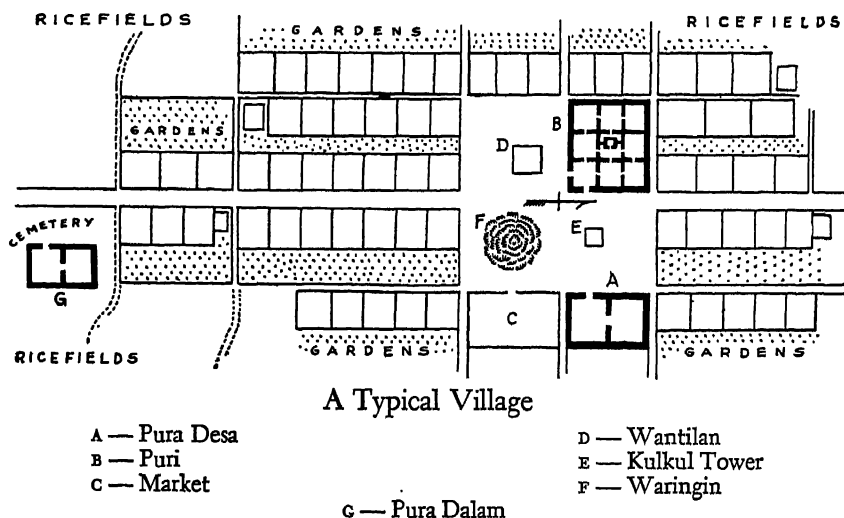 RICEFIELDS
GARDENS
RICEFIELDS
GARDENS
B
D
CEMETERY
F
E
G
A
C
RICEFIELDS
GARDENS
GARDENS
A Typical Village
A — Pura Desa
B — Puri
C — Market
D — Wantilan
E — Kulkul Tower
F — Waringin
G — Pura Dalam